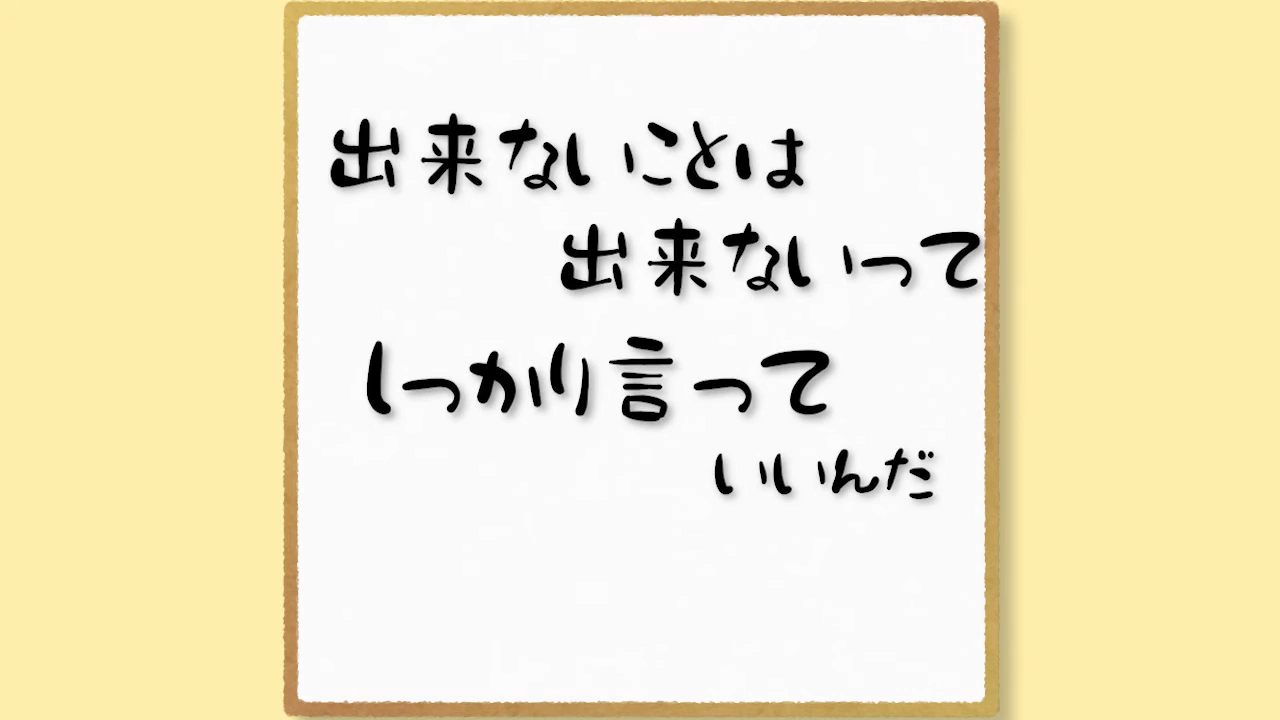 出来ないことは
出来ないって
しっかり言って
いいんだ